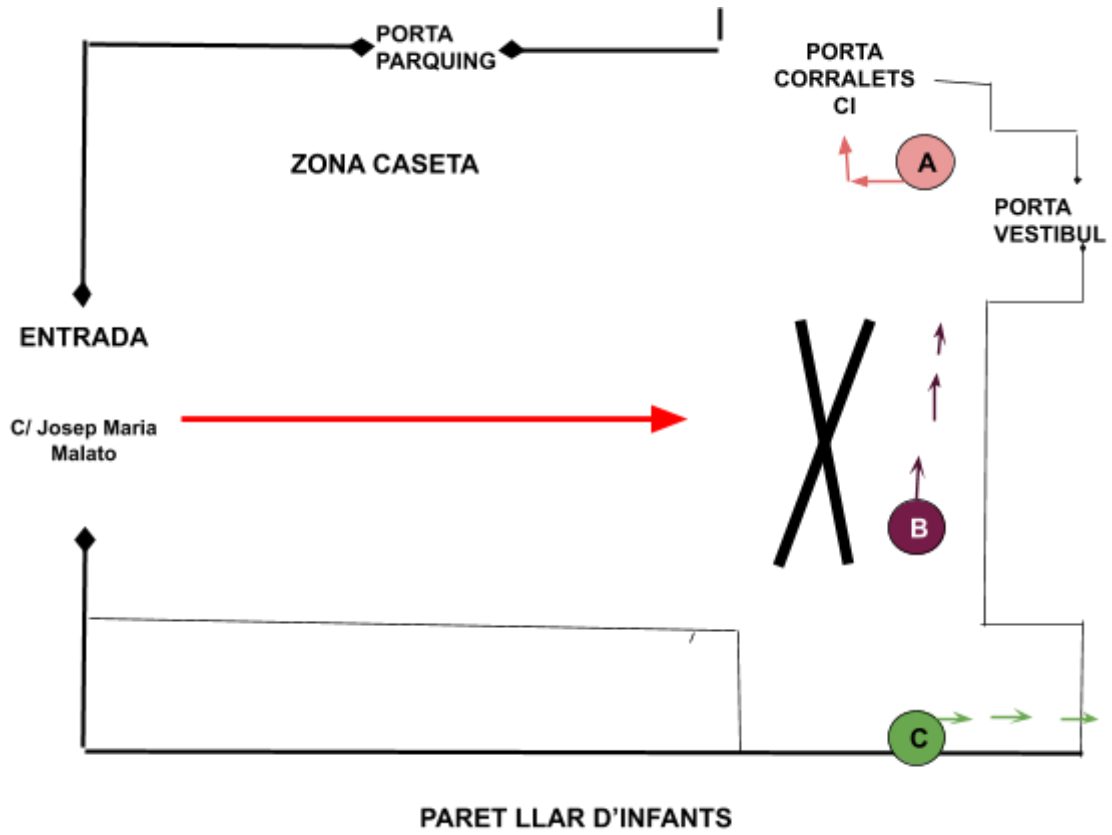 PORTA
PARQUING
PORTA
CORRALETS
CI
ZONA CASETA
A
PORTA
VESTIBUL
ENTRADA
C/ Josep Maria
Malato
B
C
PARET LLAR D'INFANTS